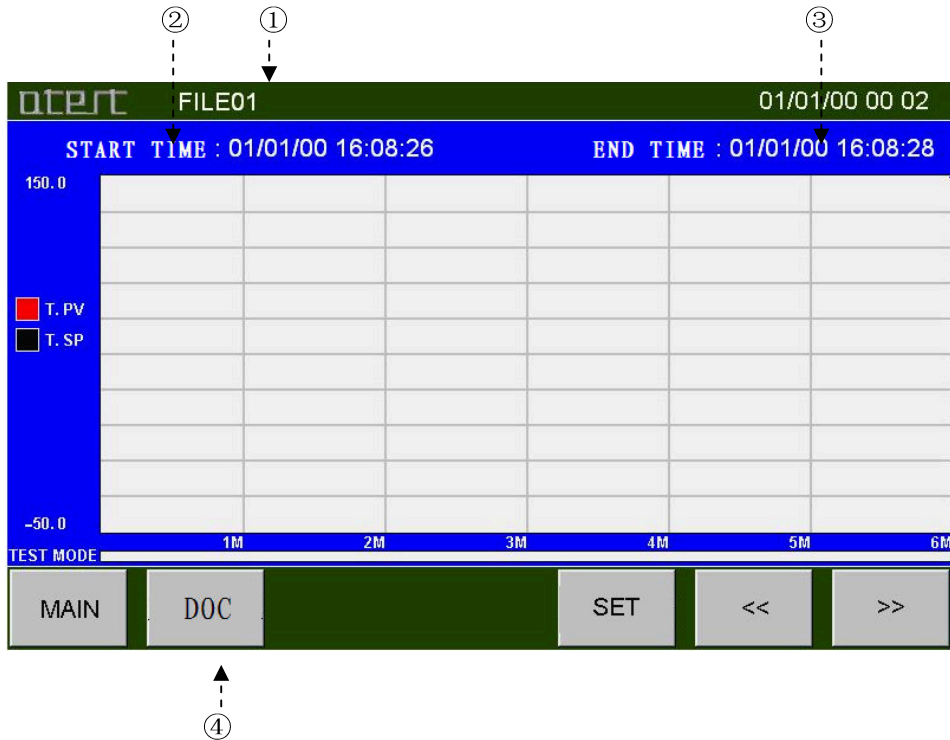 ② ① ③
atert FILE01 01/01/00 00 02
START TIME : 01/01/00 16:08:26 END TIME : 01/01/00 16:08:28
150.0
T. PV
T. SP
-50.0
1M 2M 3M 4M 5M 6M
TEST MODE
MAIN DOC SET << >>
④